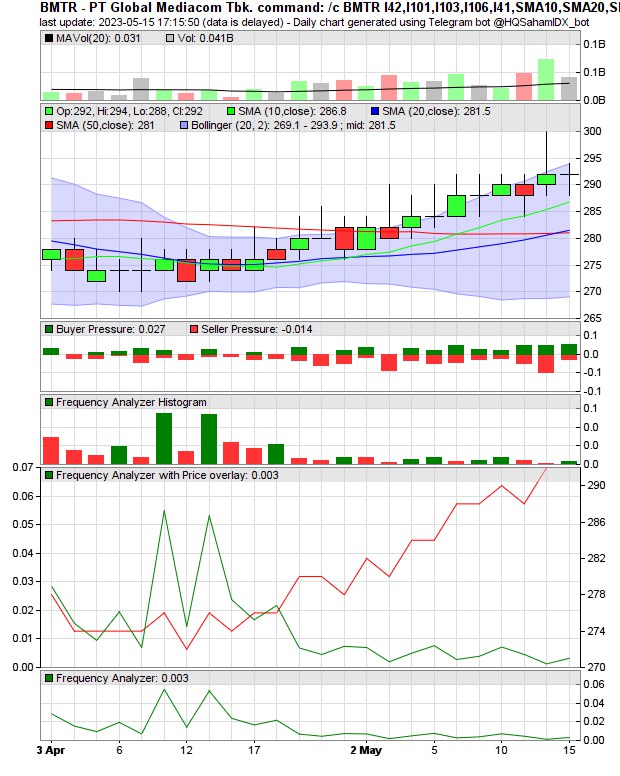 BMTR - PT Global Mediacom Tbk. command: /c BMTR I42,I101,I103,I106,I41,SMA10,SMA20,S
last update: 2023-05-15 17:15:50 (data is delayed) - Daily chart generated using Telegram bot @HQSahamIDX_bot
MAVol(20): 0.031 Vol: 0.041B
0.1B
0.1B
0.0B
Op:292, Hi:294, Lo:288, Cl:292 SMA (10,close): 286.8 SMA (20,close): 281.5
SMA (50,close): 281 Bollinger (20, 2): 269.1 - 293.9 ; mid: 281.5
300
295
290
285
280
275
270
265
Buyer Pressure: 0.027 Seller Pressure: -0.014
0.1
0.0
-0.1
-0.1
Frequency Analyzer Histogram
0.1
0.0
0.0
0.0
Frequency Analyzer with Price overlay: 0.003
0.07
0.06
0.05
0.04
0.03
0.02
0.01
0.00
290
286
282
278
274
270
Frequency Analyzer: 0.003
0.06
0.04
0.02
0.00
3 Apr 6 12 17 2 May 5 10 15